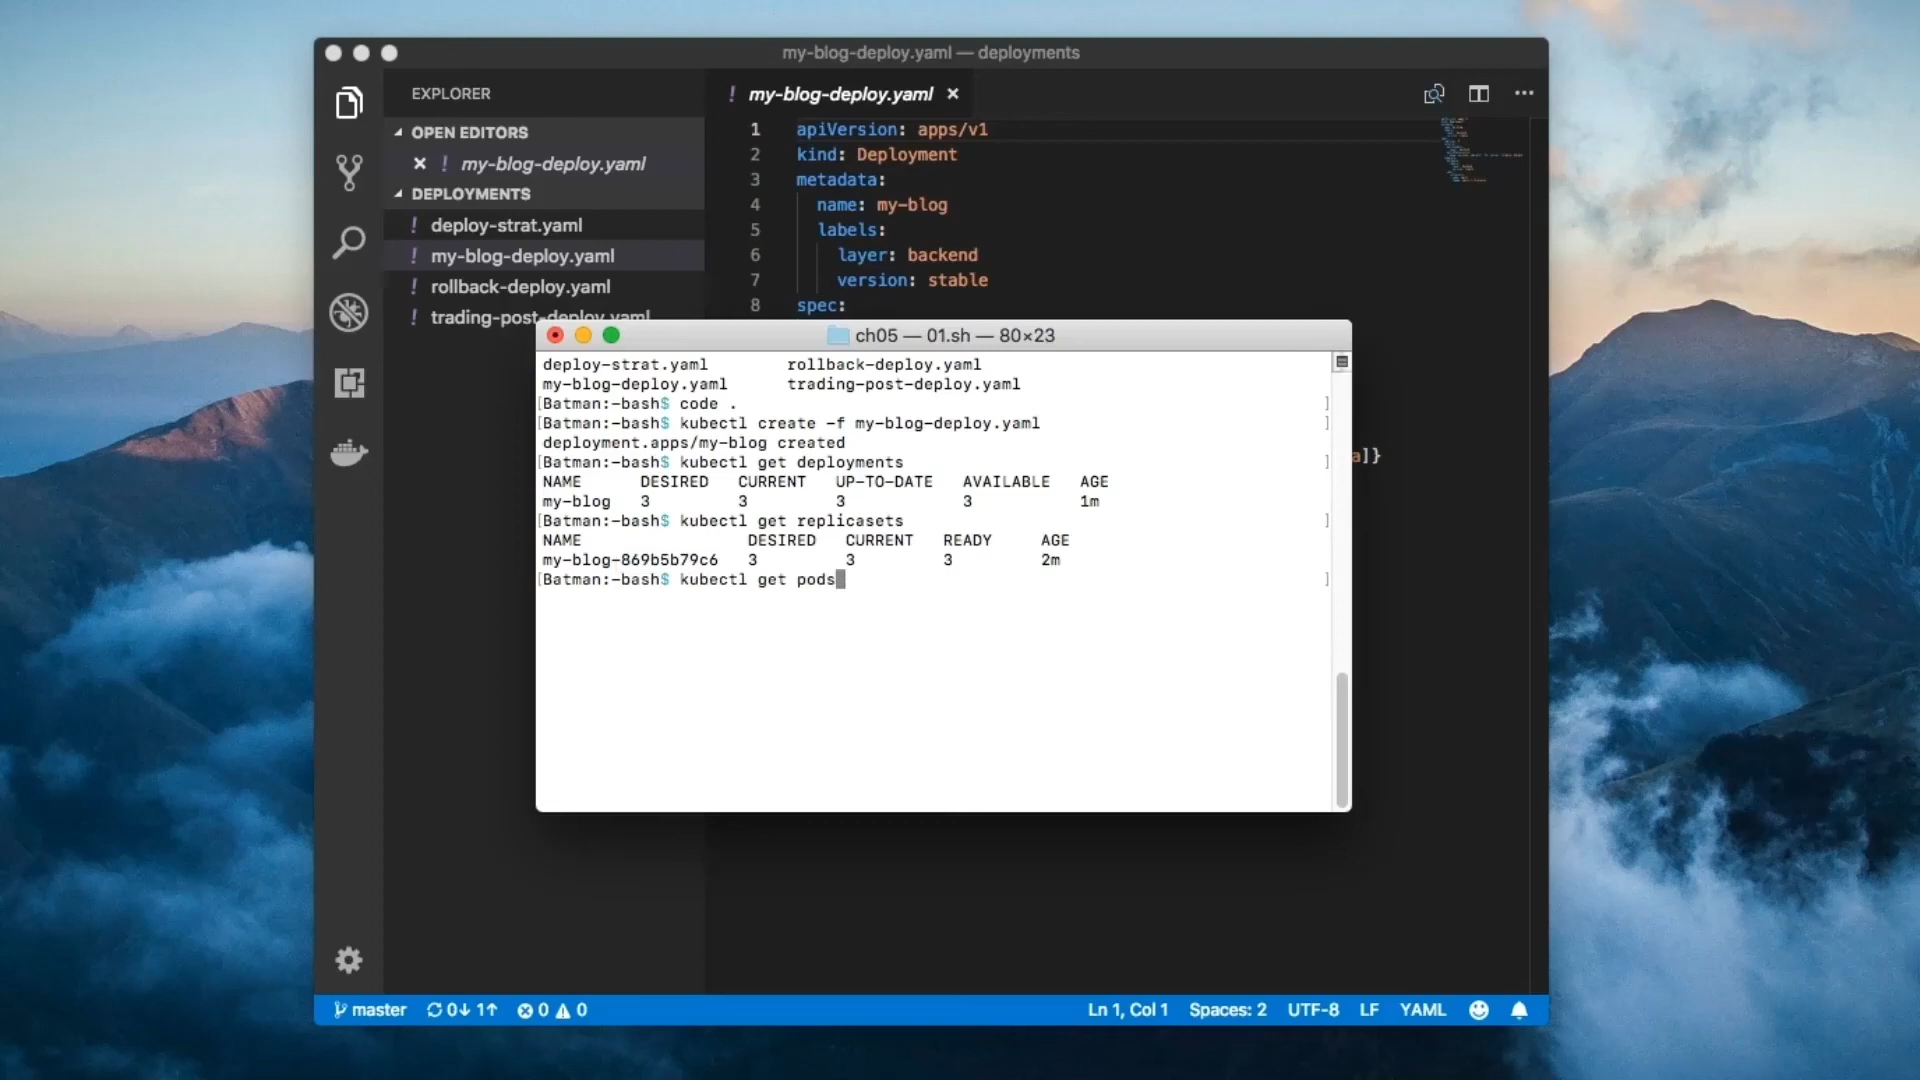 my-blog-deploy.yaml — deployments
EXPLORER
OPEN EDITORS
my-blog-deploy.yaml
DEPLOYMENTS
deploy-strat.yaml
my-blog-deploy.yaml
rollback-deploy.yaml
trading-post-deploy.yaml
! my-blog-deploy.yaml
1 apiVersion: apps/v1
2 kind: Deployment
3 metadata:
4 name: my-blog
5 labels:
6 layer: backend
7 version: stable
8 spec:
a]}
ch05 — 01.sh — 80×23
deploy-strat.yaml rollback-deploy.yaml
my-blog-deploy.yaml trading-post-deploy.yaml
[Batman:~bash$ code . ]
[Batman:~bash$ kubectl create -f my-blog-deploy.yaml ]
deployment.apps/my-blog created
[Batman:~bash$ kubectl get deployments ]
NAME DESIRED CURRENT UP-TO-DATE AVAILABLE AGE
my-blog 3 3 3 3 1m
[Batman:~bash$ kubectl get replicasets ]
NAME DESIRED CURRENT READY AGE
my-blog-869b5b79c6 3 3 3 2m
[Batman:~bash$ kubectl get pods ]
master 0↓ 1↑ 0 0 Ln 1, Col 1 Spaces: 2 UTF-8 LF YAML